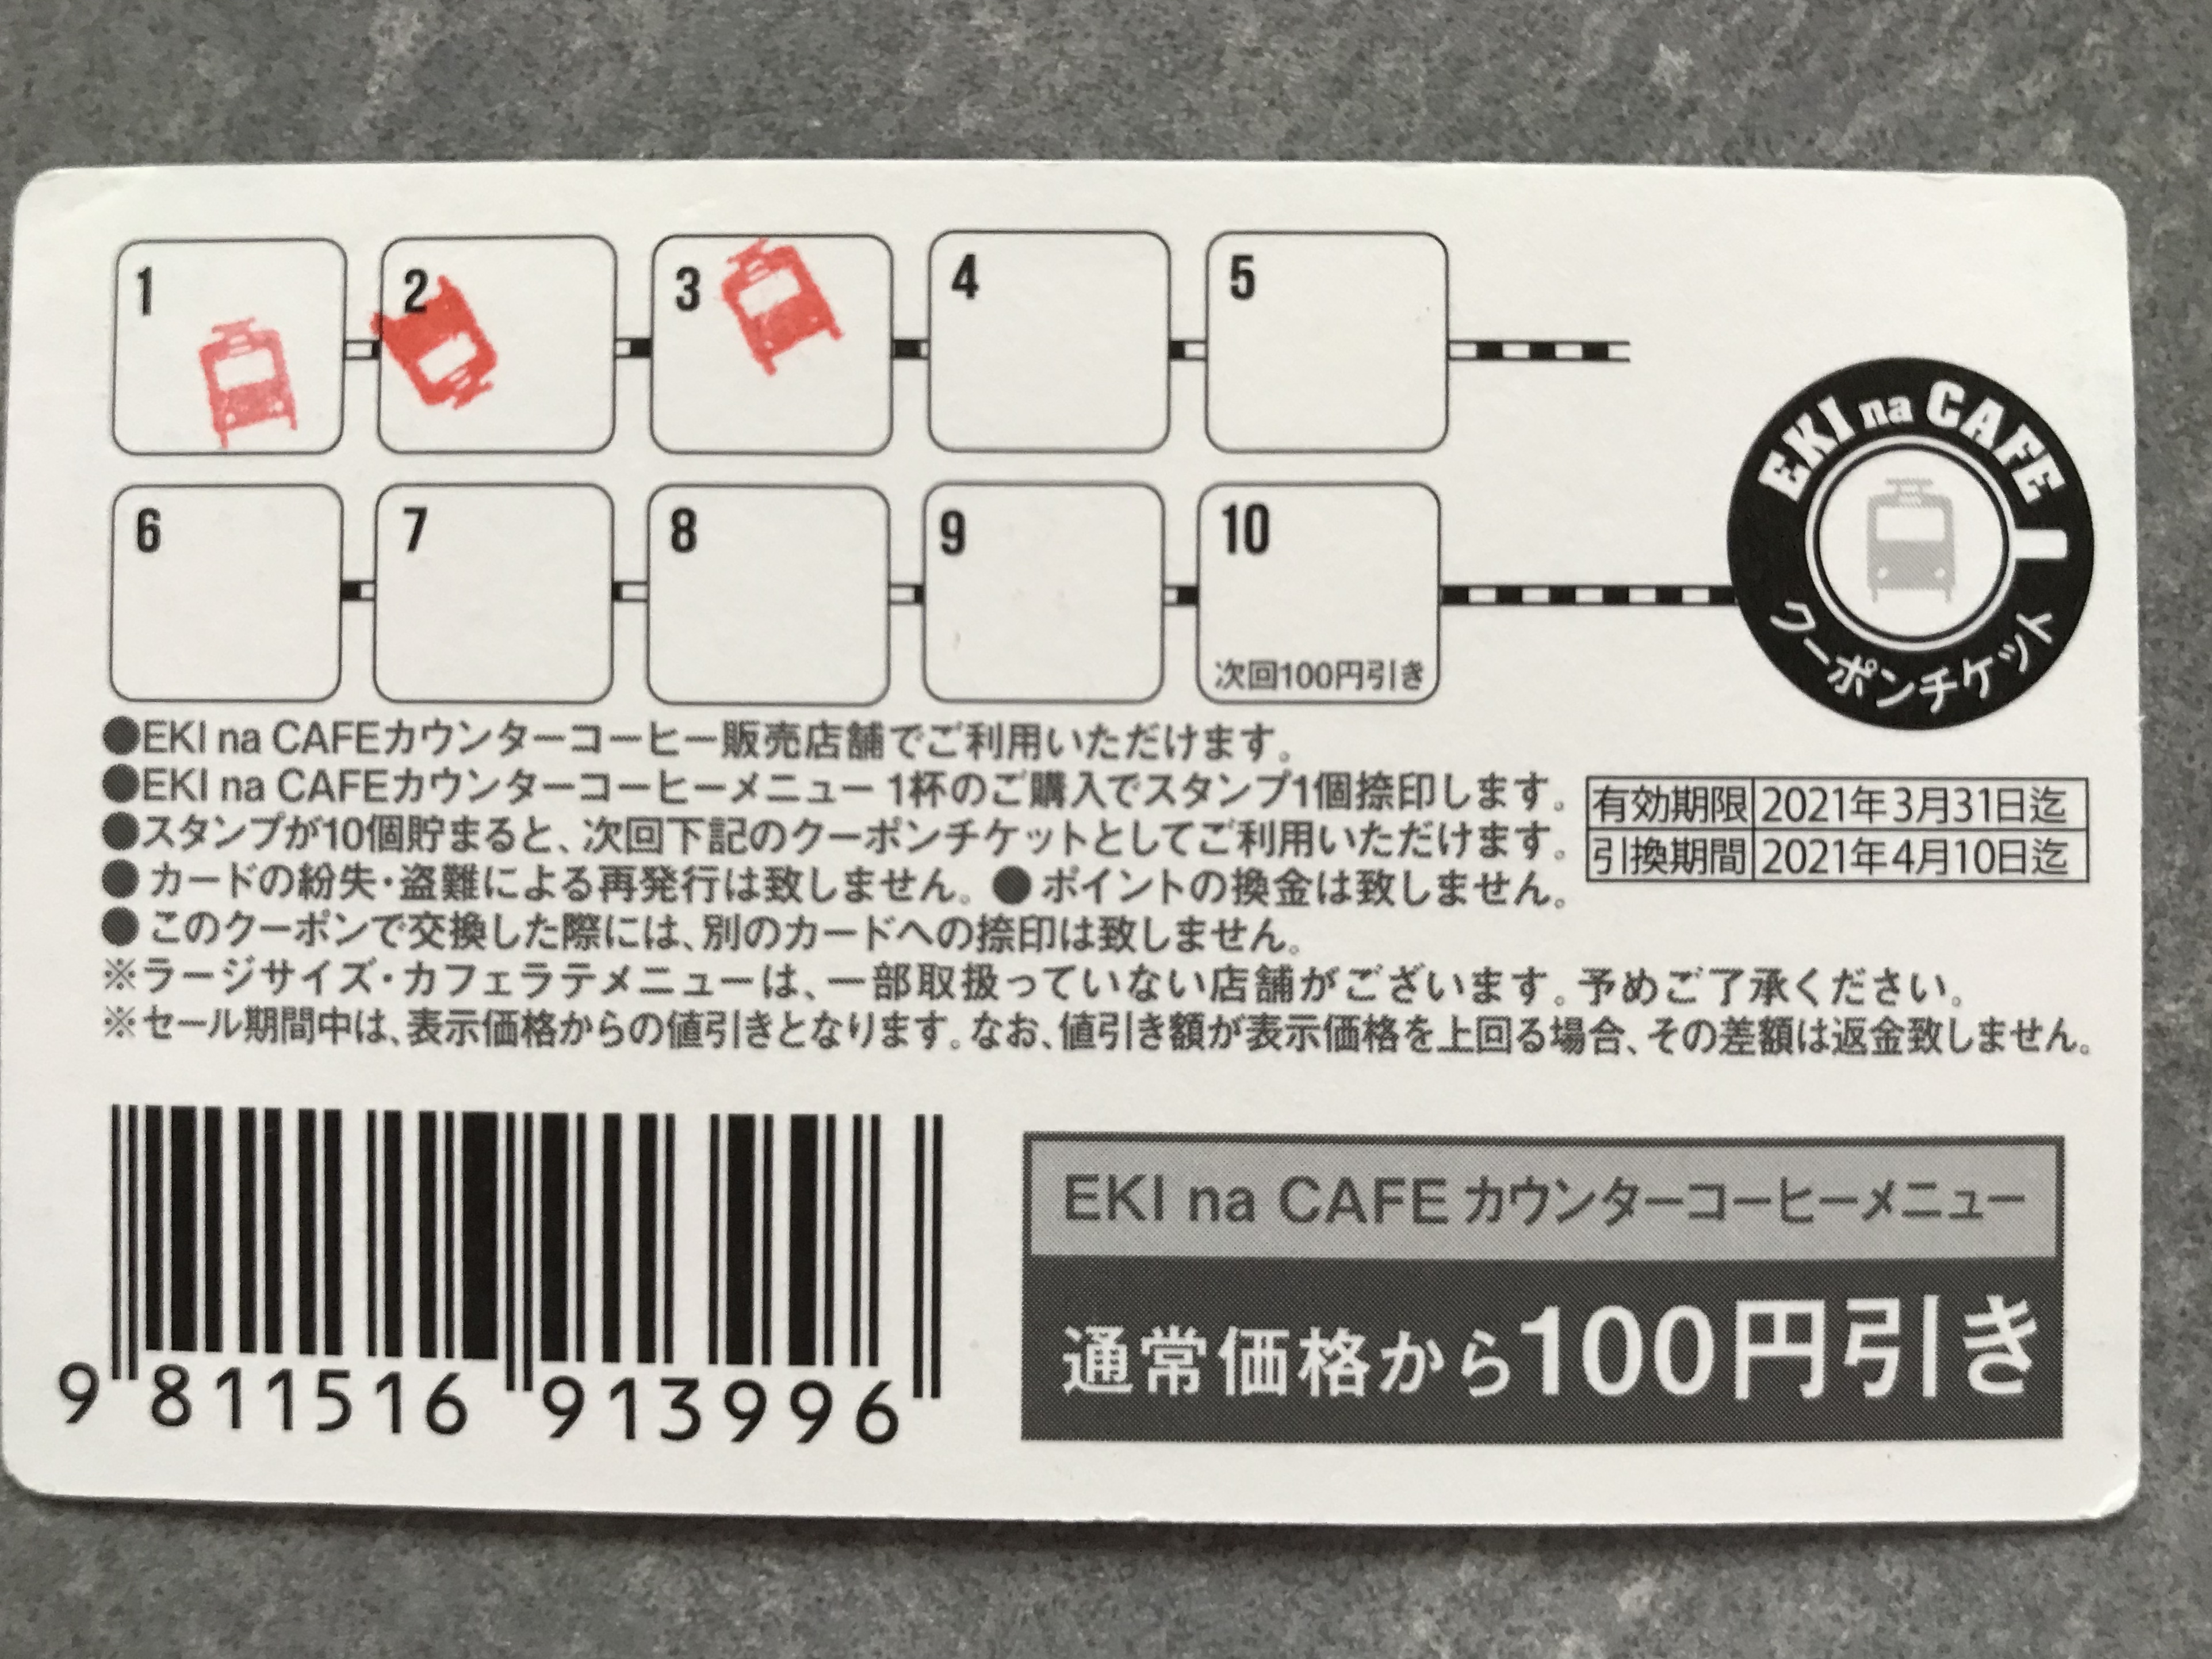 1 2 3 4 5
6 7 8 9 10
次回100円引き
EKI na CAFE
クーポンチケット
●EKI na CAFEカウンターコーヒー販売店舗でご利用いただけます。
●EKI na CAFEカウンターコーヒーメニュー 1杯のご購入でスタンプ1個捺印します。
●スタンプが10個貯まると、次回下記のクーポンチケットとしてご利用いただけます。
●カードの紛失・盗難による再発行は致しません。●ポイントの換金は致しません。
●このクーポンで交換した際には、別のカードへの捺印は致しません。
有効期限 2021年3月31日迄
引換期間 2021年4月10日迄
※ラージサイズ・カフェラテメニューは、一部取扱っていない店舗がございます。予めご了承ください。
※セール期間中は、表示価格からの値引きとなります。なお、値引き額が表示価格を上回る場合、その差額は返金致しません。
9 811516 913996
EKI na CAFE カウンターコーヒーメニュー
通常価格から100円引き